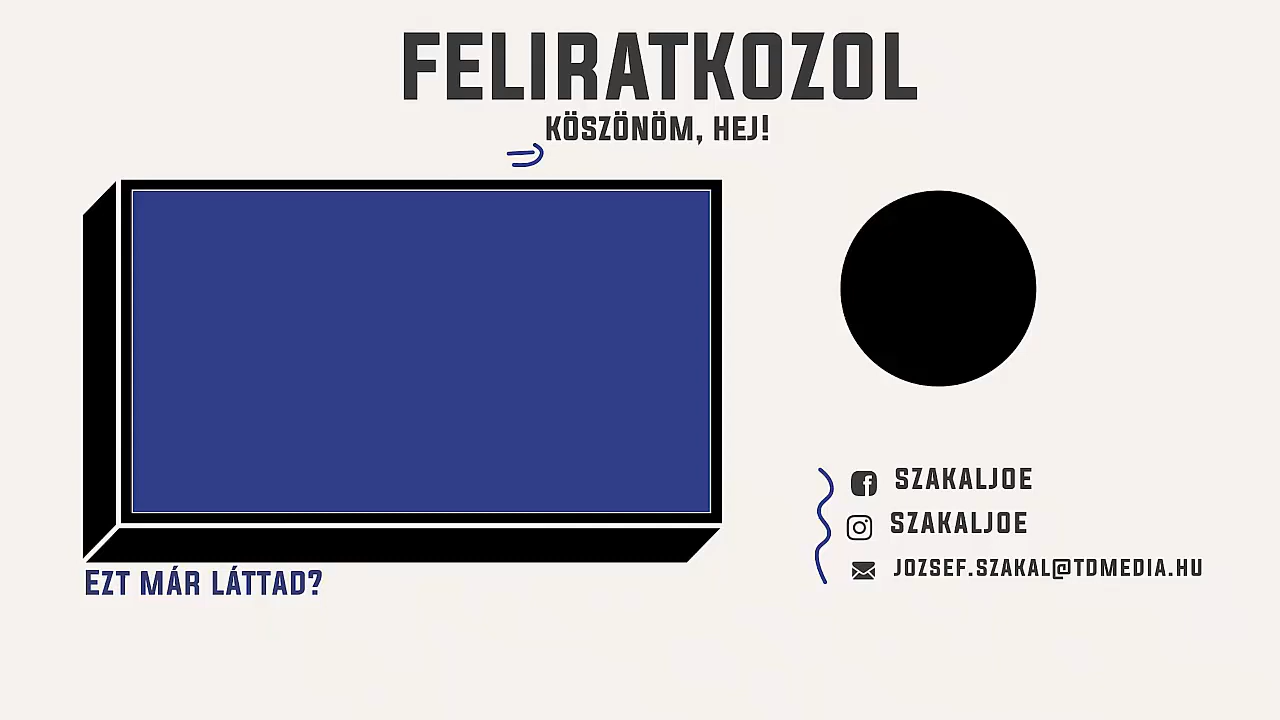 FELIRATKOZOL
KÖSZÖNÖM, HEJ!
EZT MÁR LÁTTAD?
SZAKALJOE
SZAKALJOE
JOZSEF.SZAKAL@TDMEDIA.HU